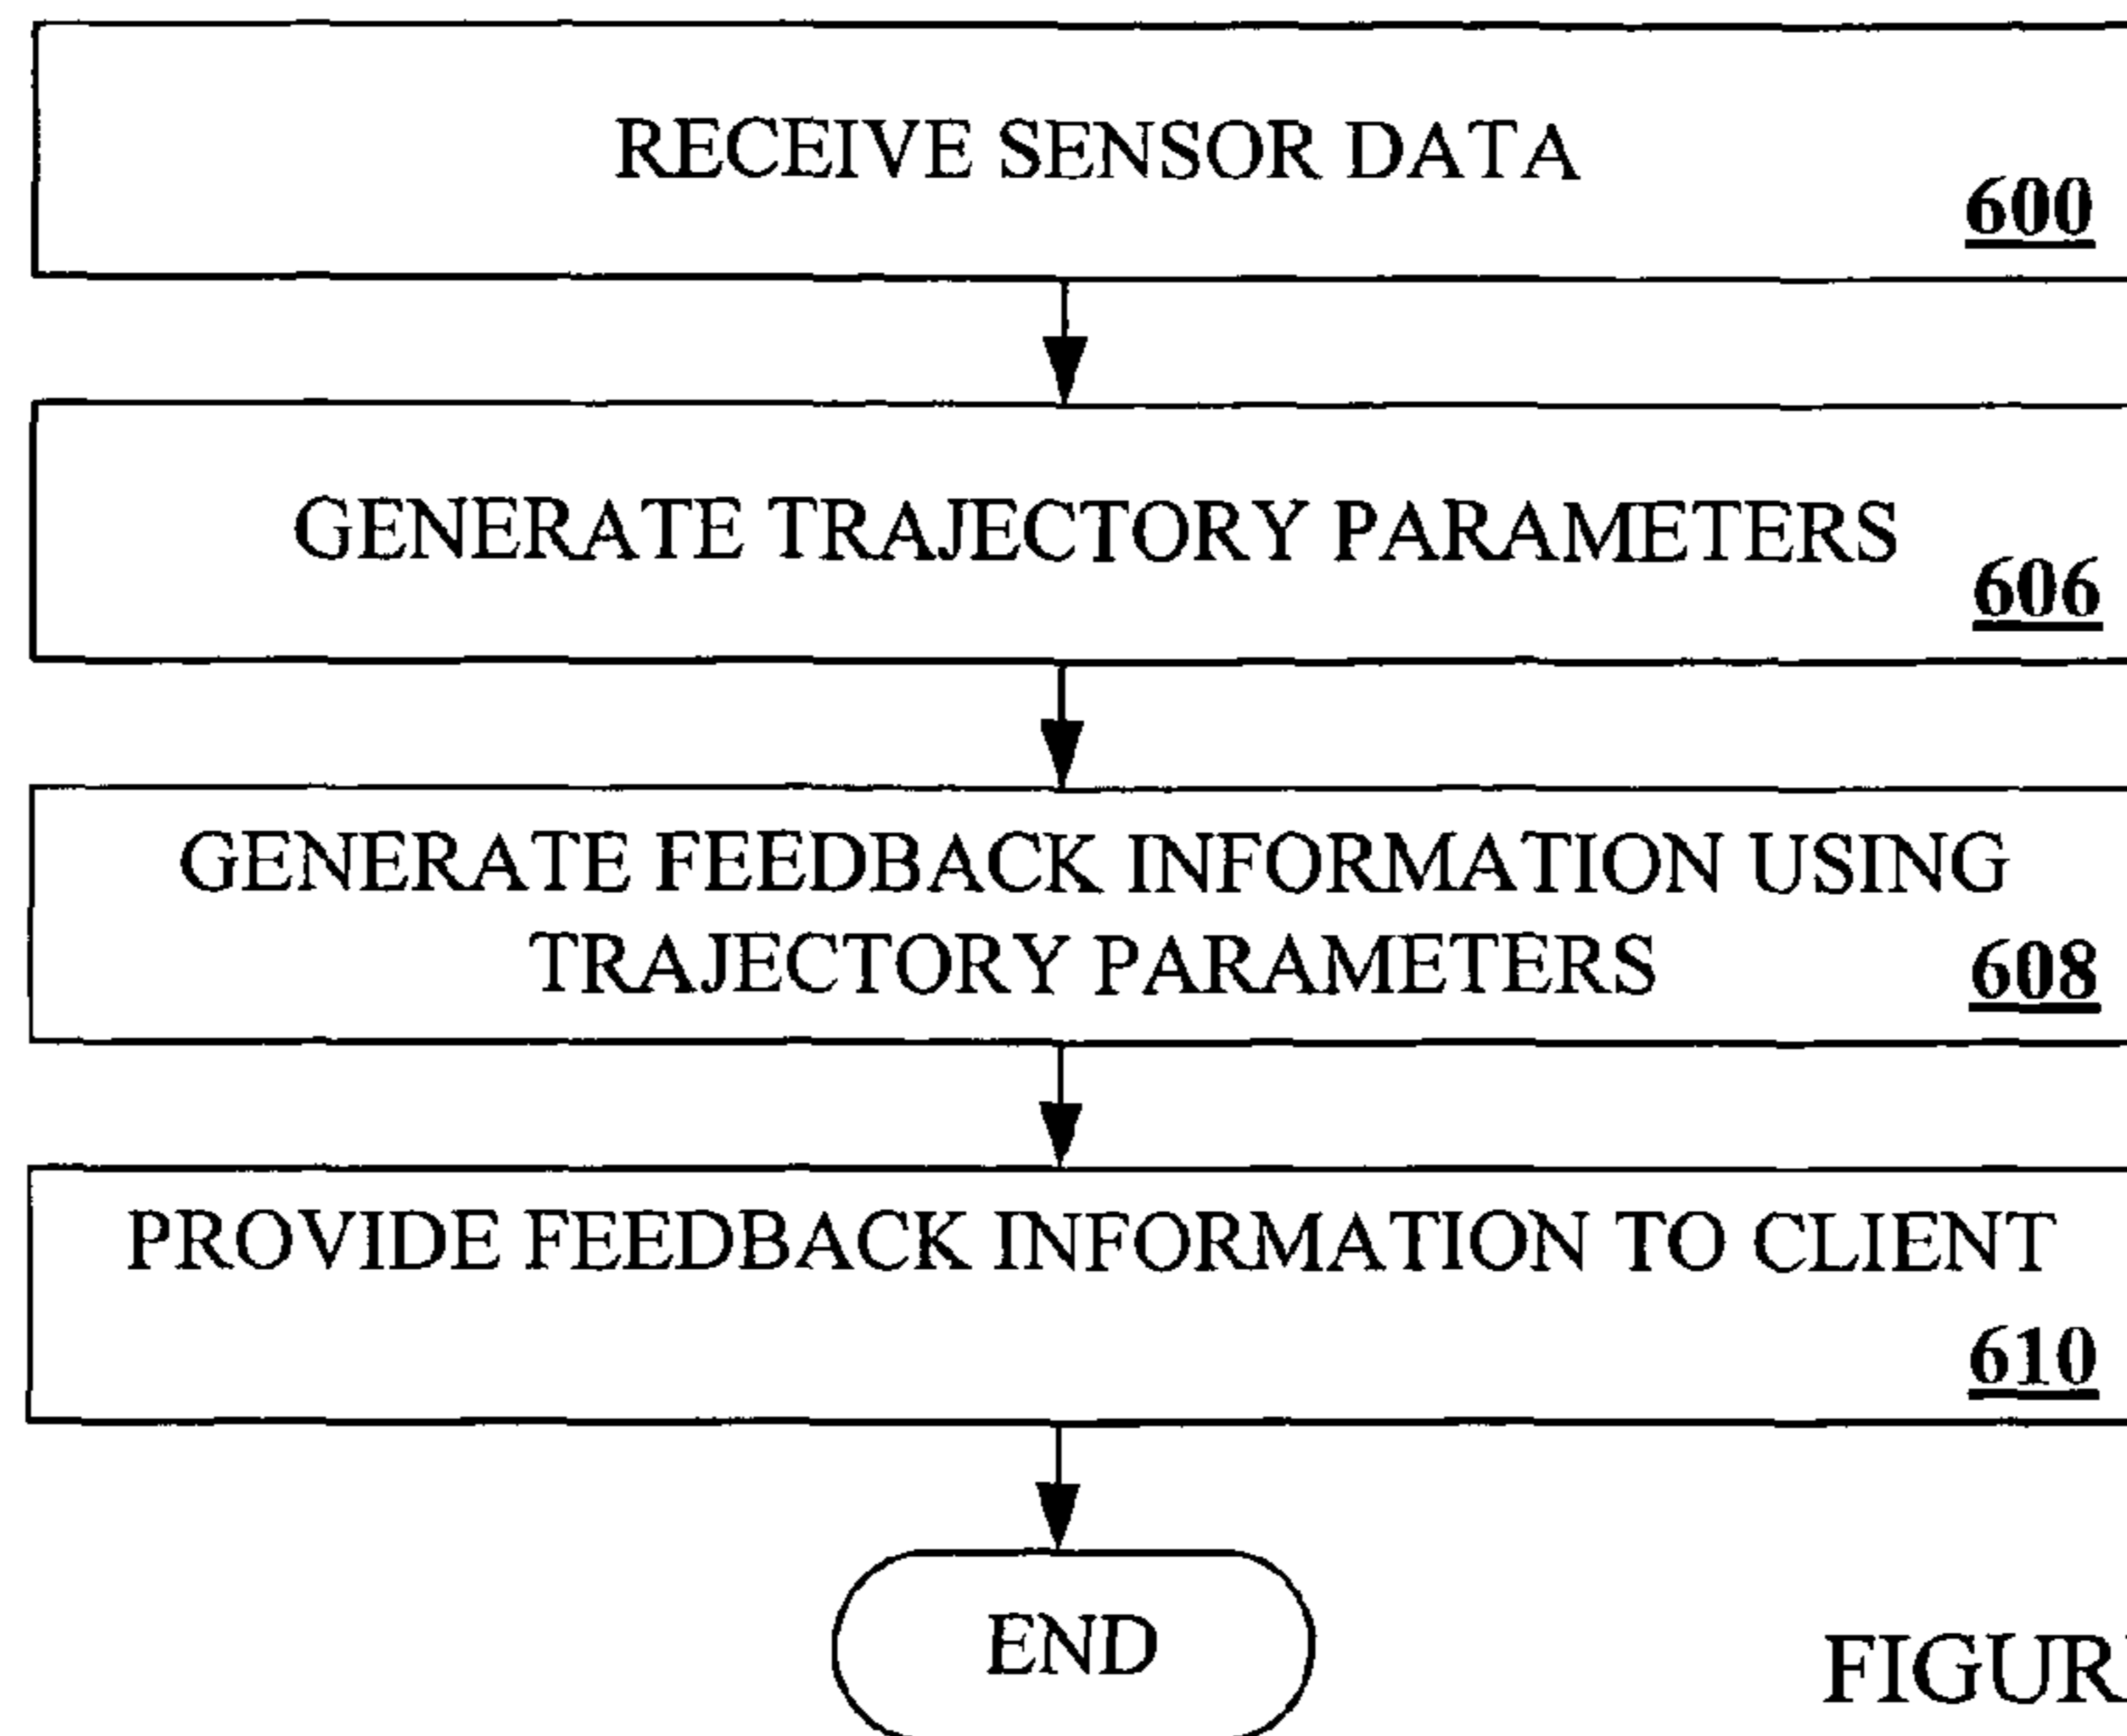 RECEIVE SENSOR DATA
600
GENERATE TRAJECTORY PARAMETERS
606
GENERATE FEEDBACK INFORMATION USING
TRAJECTORY PARAMETERS
608
PROVIDE FEEDBACK INFORMATION TO CLIENT
610
END